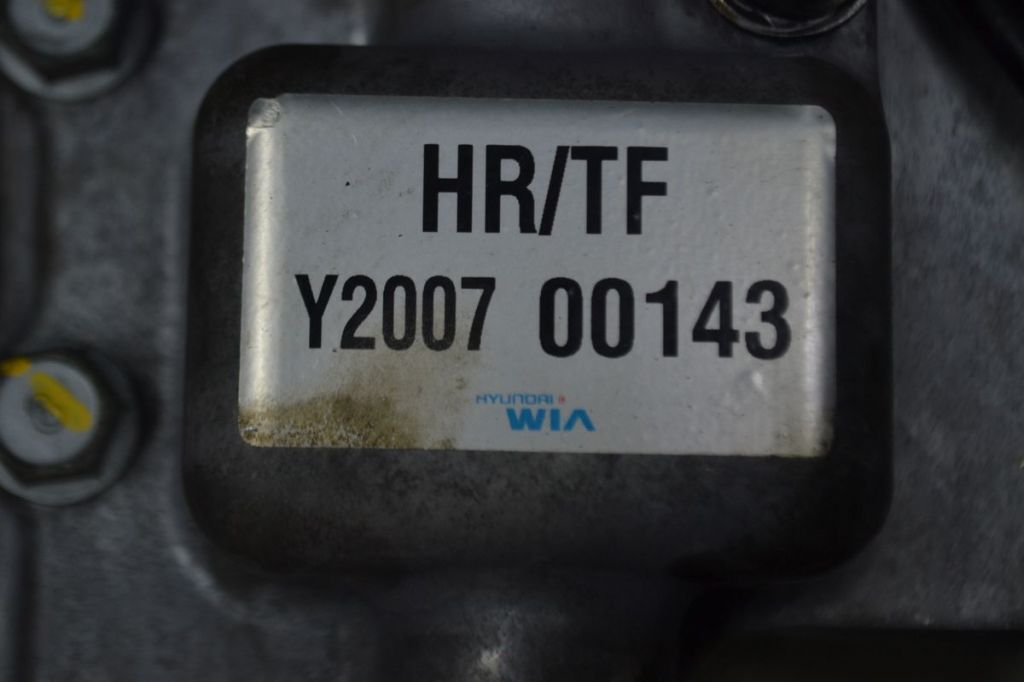 HR/TF
Y2007 00143
HYUNDAI
WIA